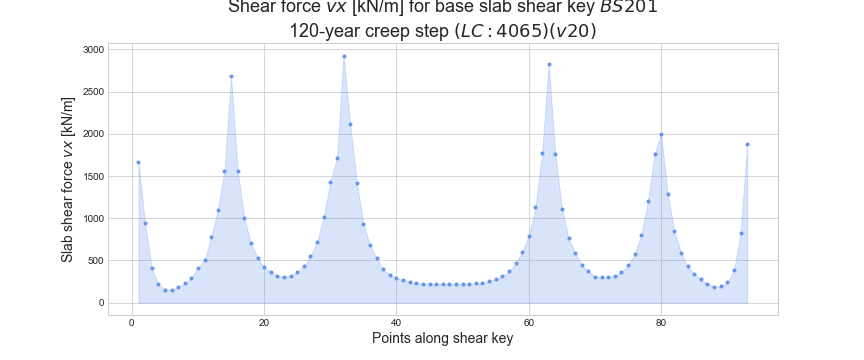 Shear force vx [kN/m] for base slab shear key BS201
120-year creep step (LC : 4065)(v20)
3000
2500
2000
1500
1000
500
0
Slab shear force vx [kN/m]
0 20 40 60 80
Points along shear key